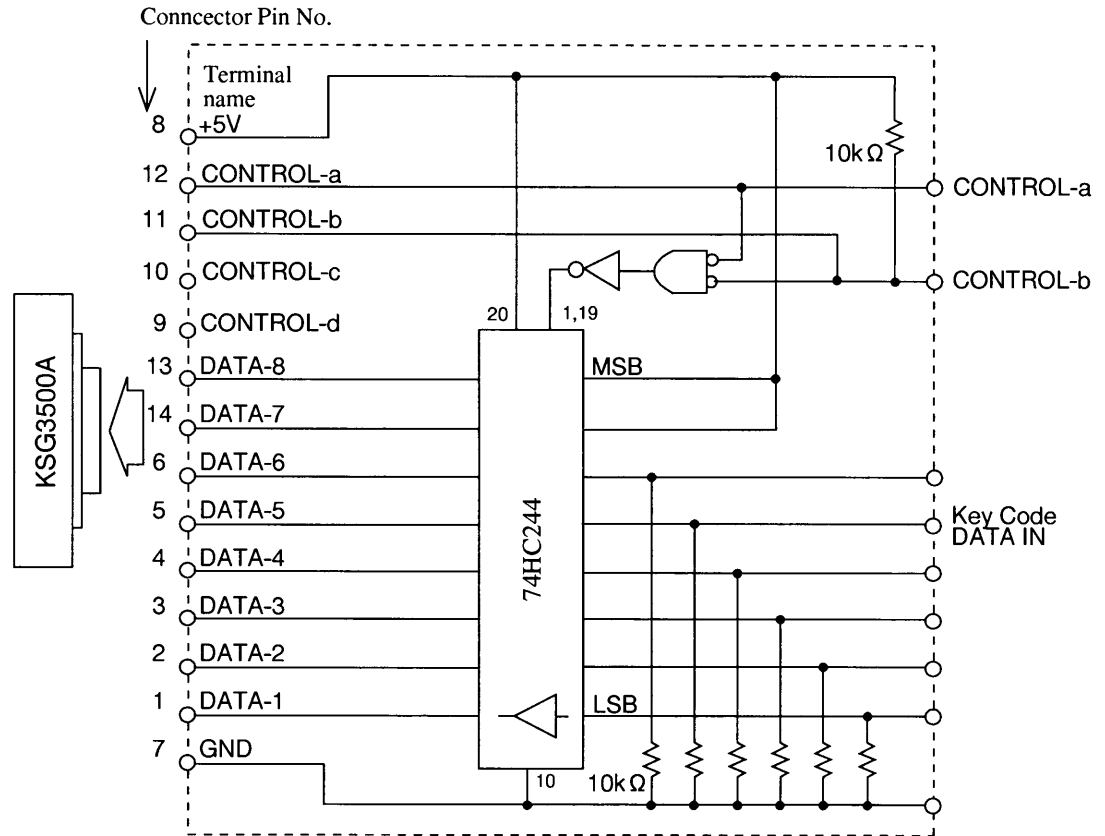 Conncector Pin No.
Terminal
name
8 +5V
10kΩ
12 CONTROL-a
CONTROL-a
11 CONTROL-b
10 CONTROL-c
CONTROL-b
9 CONTROL-d
20
1,19
13 DATA-8
MSB
14 DATA-7
6 DATA-6
KSG3500A
5 DATA-5
Key Code
DATA IN
74HC244
4 DATA-4
3 DATA-3
2 DATA-2
1 DATA-1
LSB
7 GND
10
10kΩ